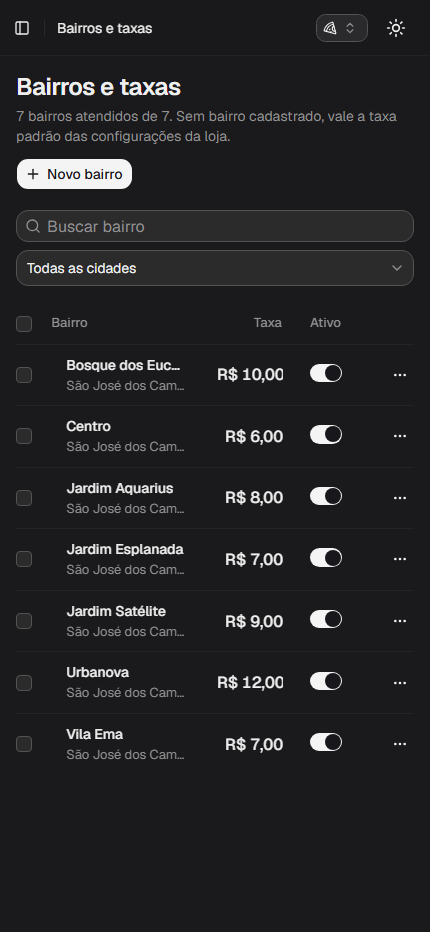 Bairros e taxas
Bairros e taxas
7 bairros atendidos de 7. Sem bairro cadastrado, vale a taxa
padrão das configurações da loja.
+ Novo bairro
Buscar bairro
Todas as cidades
Bairro Taxa Ativo
Bosque dos Euc... R$ 10,00
São José dos Cam...
Centro R$ 6,00
São José dos Cam...
Jardim Aquarius R$ 8,00
São José dos Cam...
Jardim Esplanada R$ 7,00
São José dos Cam...
Jardim Satélite R$ 9,00
São José dos Cam...
Urbanova R$ 12,00
São José dos Cam...
Vila Ema R$ 7,00
São José dos Cam...